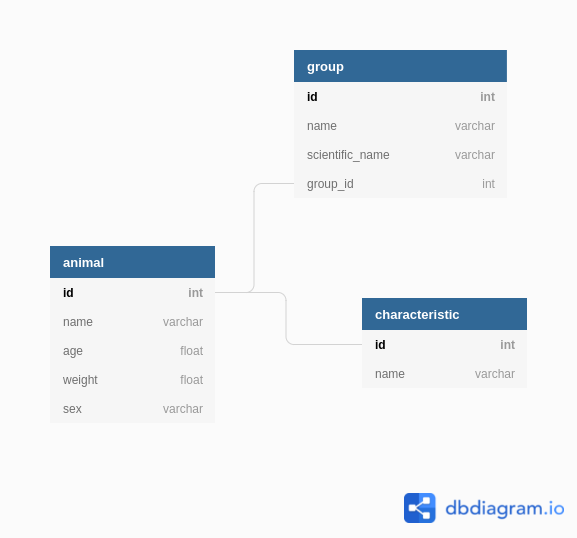 group
id int
name varchar
scientific_name varchar
group_id int
animal
id int
name varchar
age float
weight float
sex varchar
characteristic
id int
name varchar
dbdiagram.io